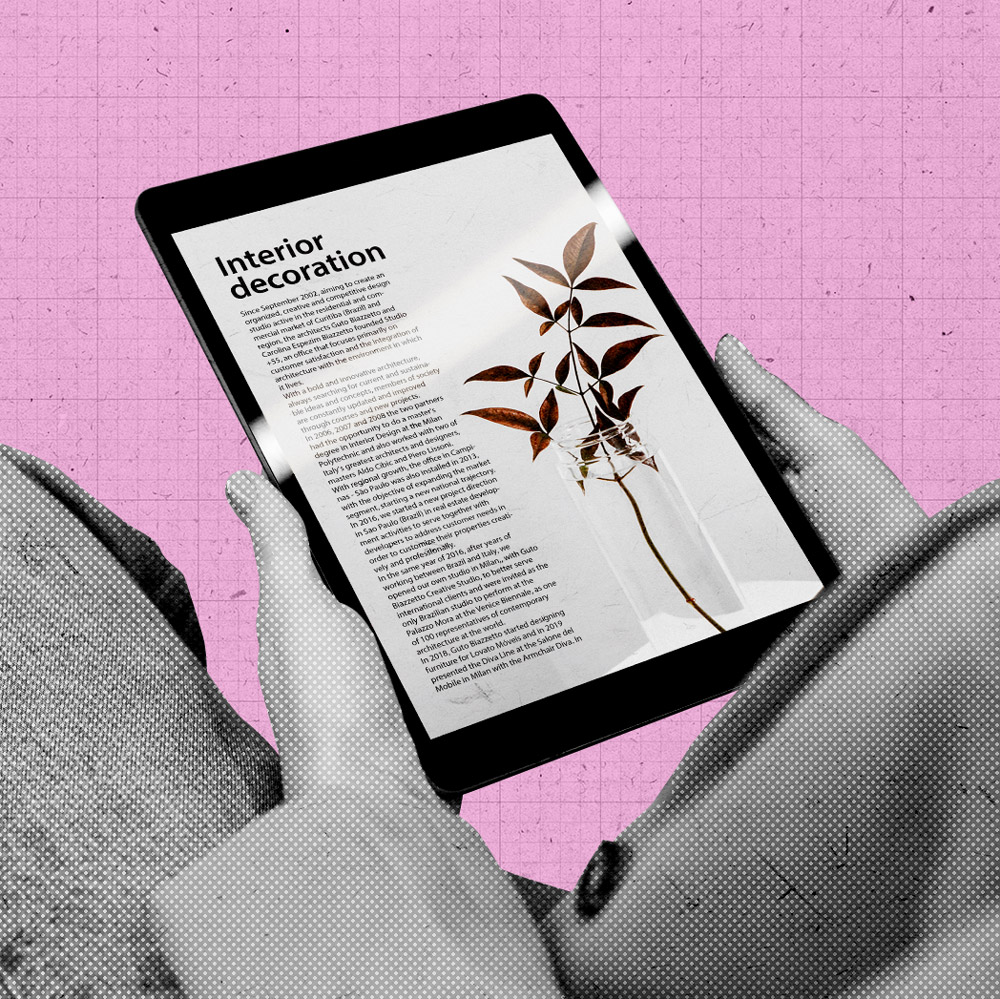 Interior
decoration
Since September 2002, aiming to create an
organized, creative and competitive design
studio active in the residential and com-
mercial market of Curitiba (Brazil) and
region, the architects Guto Biazzetto and
Carolina Espezim Biazzetto founded Studio
+55, an office that focuses primarilly on
customer satisfaction and the integration of
architecture with the environment in which
it lives.
With a bold and innovative architecture,
always searching for current and sustaina-
ble ideas and concepts, members of society
are constantly updated and improved
through courses and new projects.
In 2006, 2007 and 2008 the two partners
had the opportunity to do a master's
degree in Interior Design at the Milan
Polytechnic and also worked with two of
Italy's greatest architects and designers,
masters Aldo Cibic and Piero Lissoni.
With regional growth, the office in Campi-
nas - São Paulo was also installed in 2013,
with the objective of expanding the market
segment, starting a new national trajectory.
In 2016, we started a new project direction
in Sao Paulo (Brazil) in real estate develop-
ment activities to serve together with
developers to address customer needs in
order to customize their properties creati-
vely and profesilonally.
In the same year of 2016, after years of
working between Brazil and Italy, we
opened our own studio in Milan,, with Guto
Biazzetto Creative Studio, to better serve
international clients and were invited as the
only Brazilian studio to perform at the
Palazzo Mora at the Venice Biennale, as one
of 100 representatives of contemporary
architecture at the world.
In 2018, Guto Biazzetto started designing
furniture for Lovato Móveis and in 2019
presented the Diva Line at the Salone del
Mobile in Milan with the Armchair Diva. In